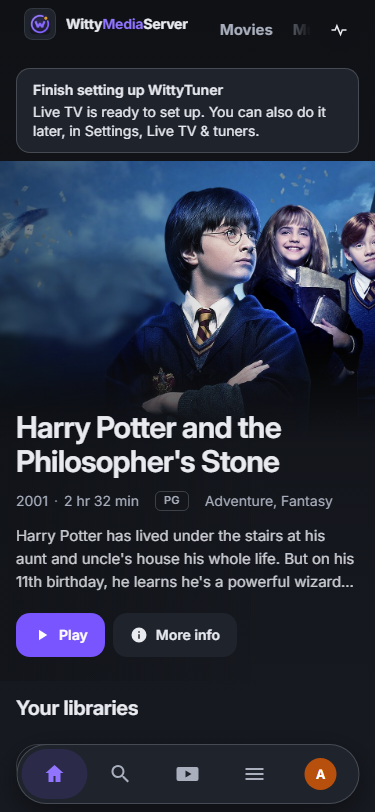 WittyMediaServer
Movies
Finish setting up WittyTuner
Live TV is ready to set up. You can also do it
later, in Settings, Live TV & tuners.
Harry Potter and the
Philosopher's Stone
2001 · 2 hr 32 min PG Adventure, Fantasy
Harry Potter has lived under the stairs at his
aunt and uncle's house his whole life. But on his
11th birthday, he learns he's a powerful wizard...
Play
More info
Your libraries
A